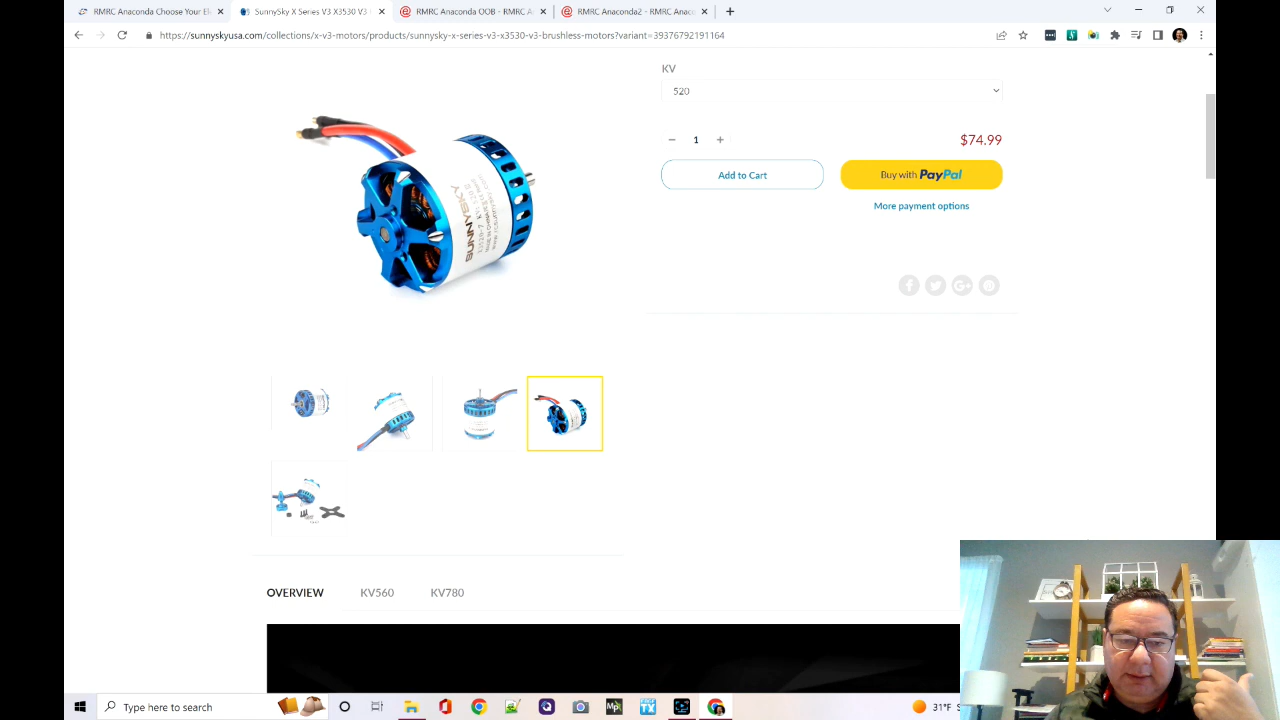 RMRC Anaconda Choose Your El
SunnySky X Series V3 X3530 V3
RMRC Anaconda OOB - RMRC A
RMRC Anaconda2 - RMRC Anaco
https://sunnyskyusa.com/collections/x-v3-motors/products/sunnysky-x-series-v3-x3530-v3-brushless-motors?variant=39376792191164
KV
520
1
$74.99
Add to Cart
Buy with PayPal
More payment options
SUNNYSKY
OVERVIEW
KV560
KV780
Type here to search
31°F